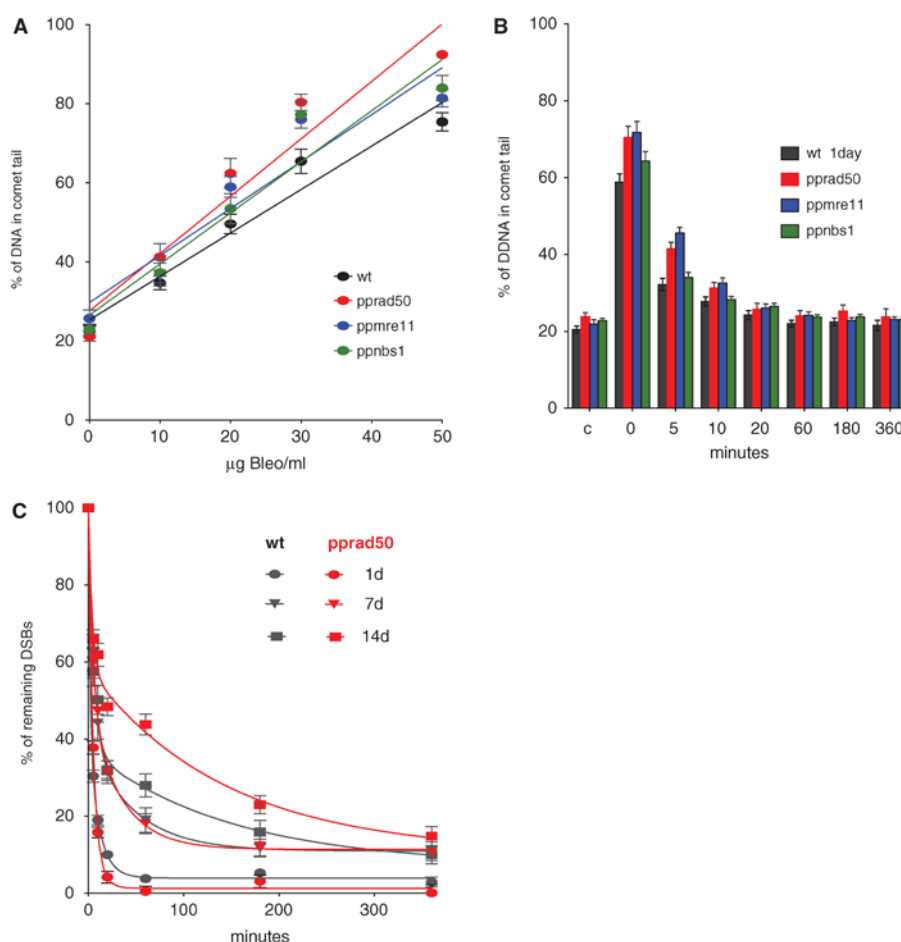 A
100
80
60
40
20
0
% of DNA in comet tail
wt
pprad50
ppmre11
ppnbs1
0 10 20 30 40 50
µg Bleo/ml
B
100
80
60
40
20
0
% of DDNA in comet tail
wt 1day
pprad50
ppmre11
ppnbs1
c 0 5 10 20 60 180 360
minutes
C
100
80
60
40
20
0
% of remaining DSBs
wt pprad50
1d
7d
14d
0 100 200 300
minutes